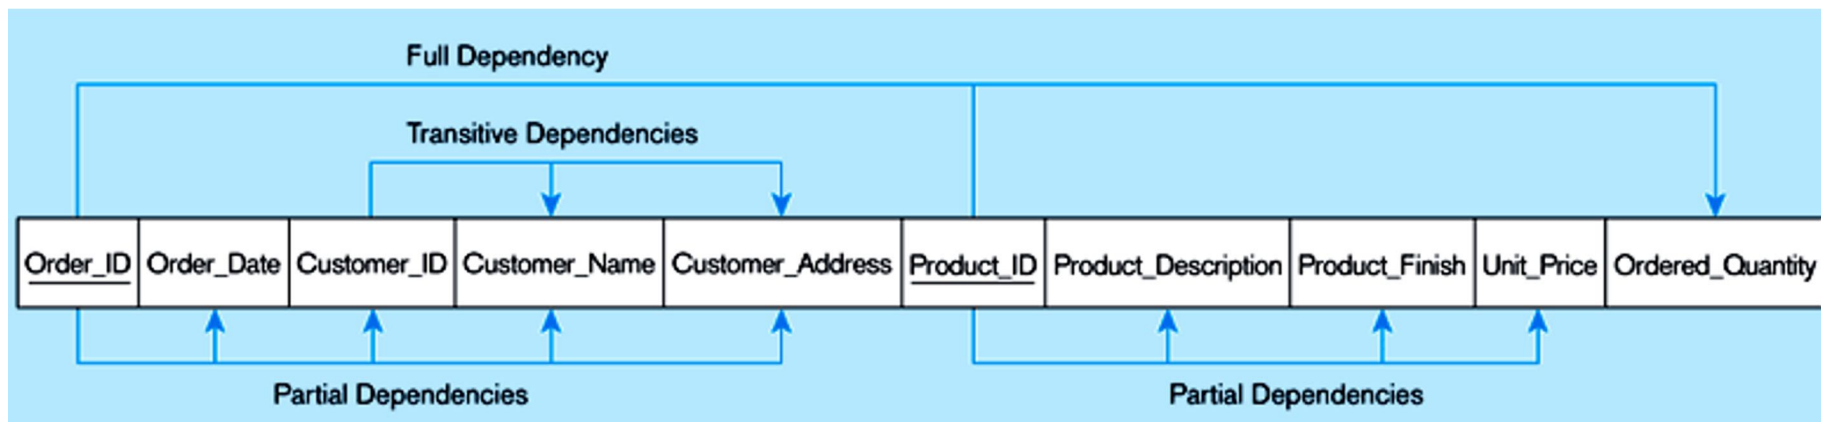 Full Dependency
Transitive Dependencies
Order_ID Order_Date Customer_ID Customer_Name Customer_Address Product_ID Product_Description Product_Finish Unit_Price Ordered_Quantity
Partial Dependencies Partial Dependencies